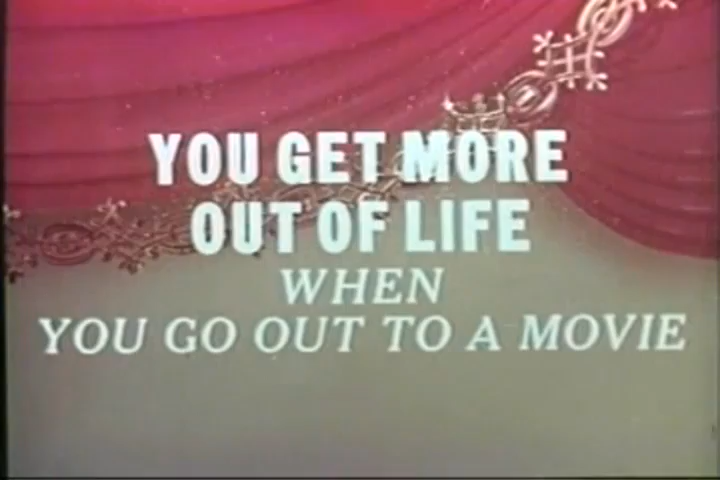 YOU GET MORE
OUT OF LIFE
WHEN
YOU GO OUT TO A MOVIE